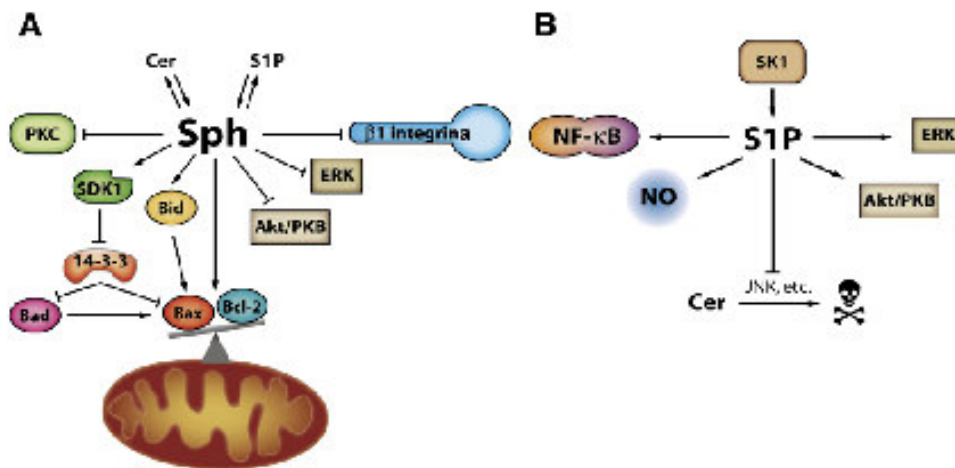 A
Cer
S1P
PKC
Sph
β1 integrina
SDK1
Bid
ERK
Akt/PKB
14-3-3
Bad
Bax
Bcl-2
B
SK1
NF-κB
S1P
ERK
NO
Akt/PKB
Cer
JNK, etc.